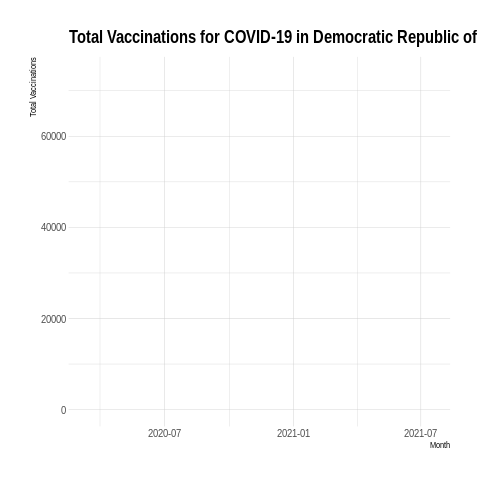 Total Vaccinations for COVID-19 in Democratic Republic of
Total Vaccinations
60000
40000
20000
0
2020-07 2021-01 2021-07
Month